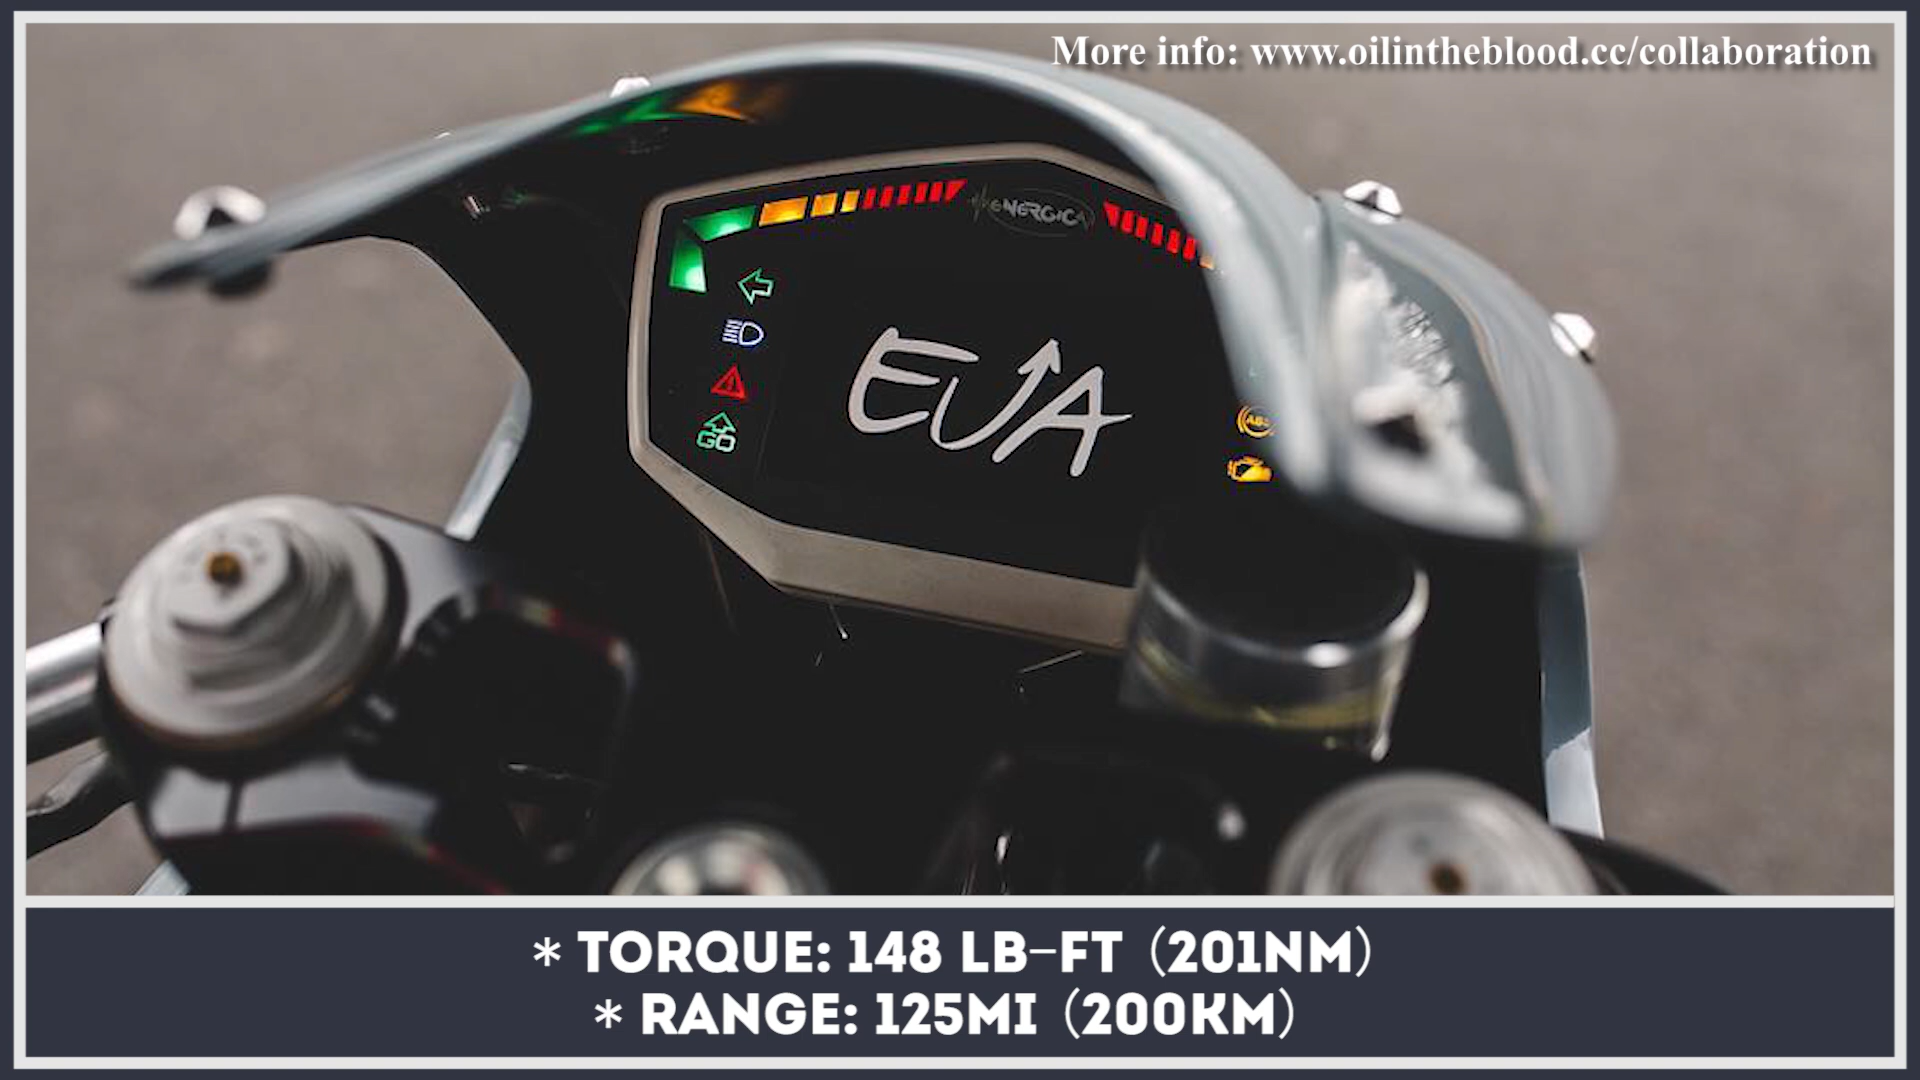 More info: www.oilintheblood.cc/collaboration
ENERGICA
EVA
GO
ABS
* TORQUE: 148 LB-FT (201NM)
* RANGE: 125MI (200KM)